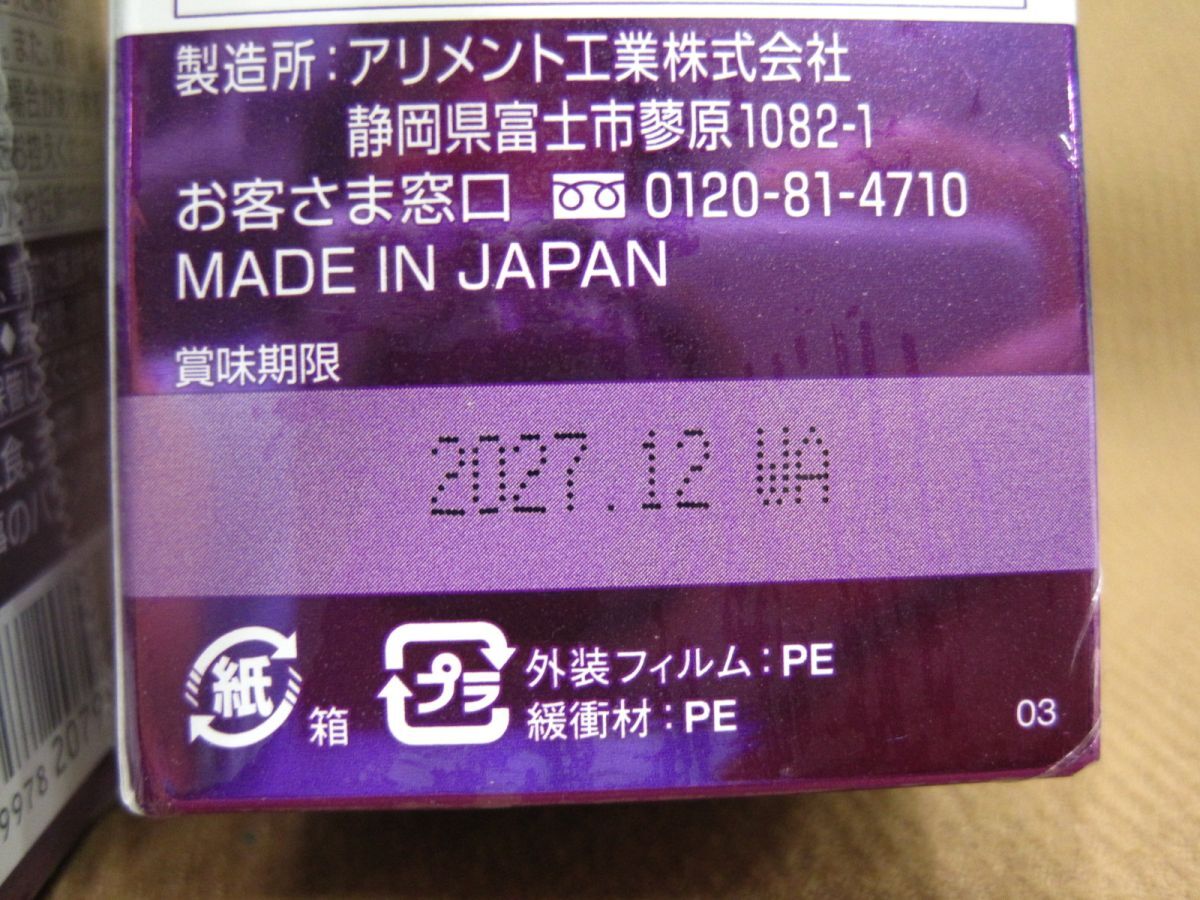 製造所：アリメント工業株式会社
静岡県富士市蓼原1082-1
お客さま窓口 0120-81-4710
MADE IN JAPAN
賞味期限
2027.12 WA
紙 箱
プラ 外装フィルム：PE
緩衝材：PE
03